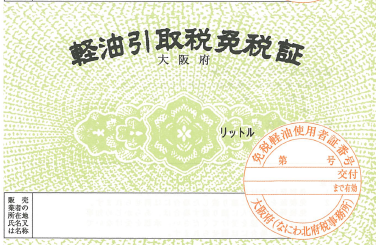 軽油引取税免税証
大阪府
リットル
免税軽油使用者証番号
第 号
交付
まで有効
大阪府(なにわ北府税事務所)
販売
業者の
所在地
氏名又
は名称